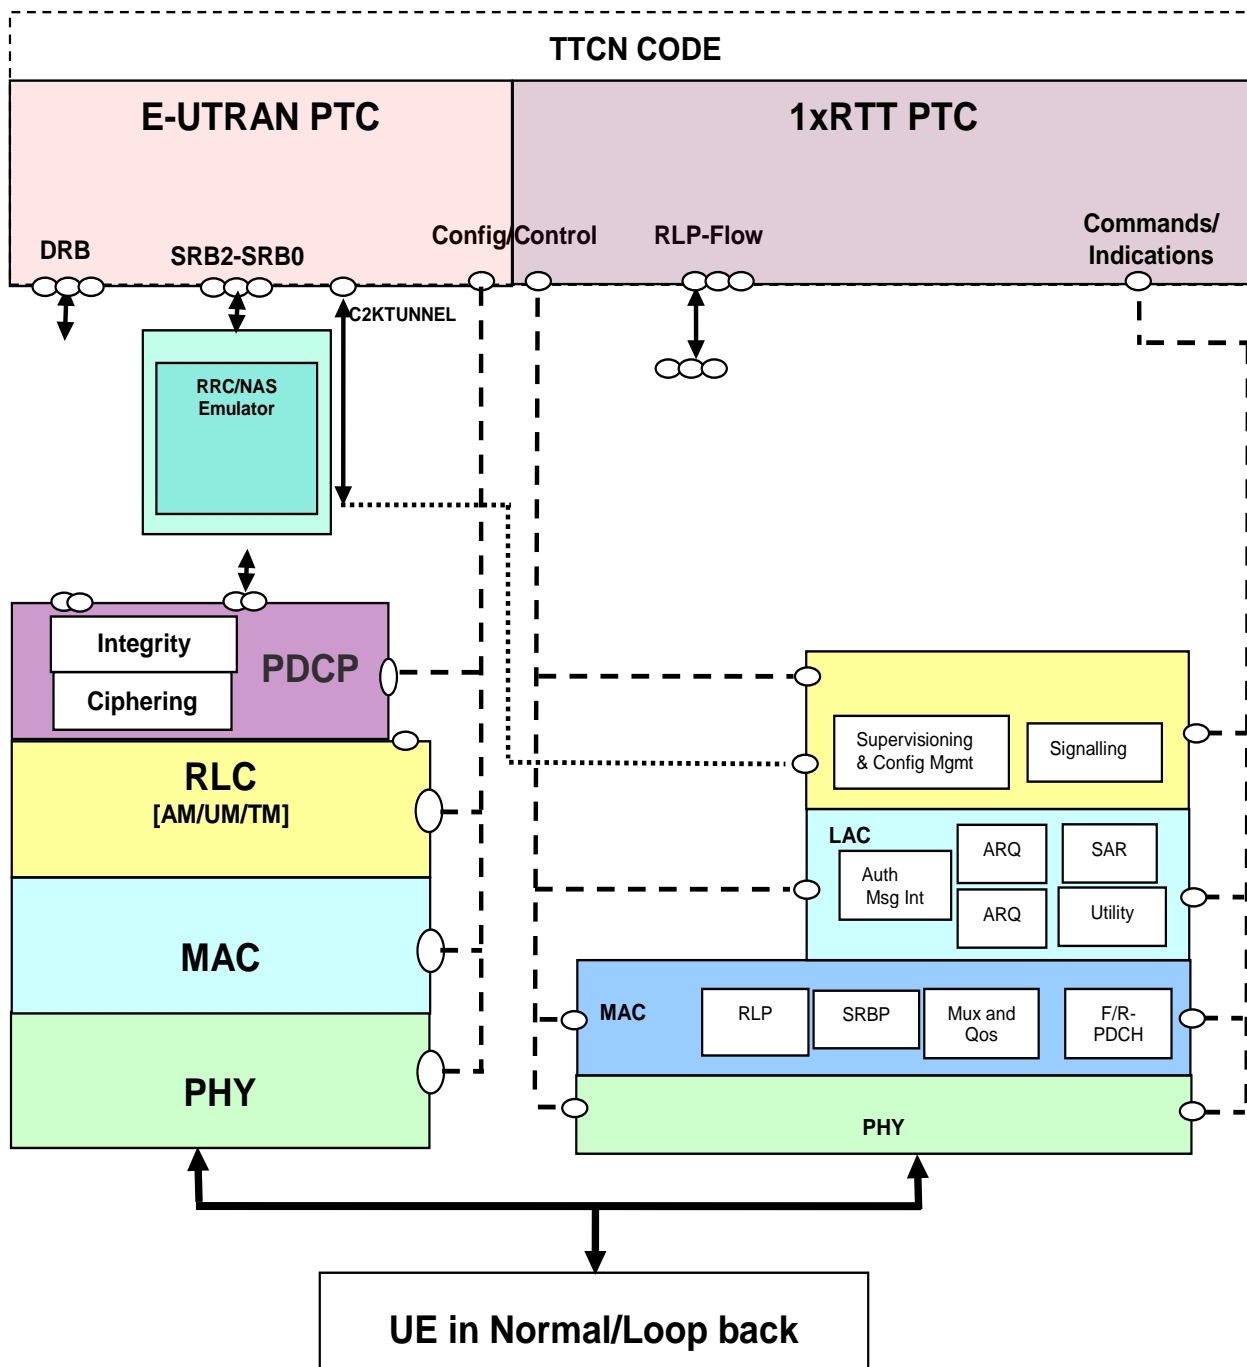 TTCN CODE
E-UTRAN PTC
1xRTT PTC
DRB
SRB2-SRB0
Config/Control
RLP-Flow
Commands/
Indications
C2KTUNNEL
RRC/NAS
Emulator
Integrity
Ciphering
PDCP
RLC
[AM/UM/TM]
MAC
PHY
Supervisioning
& Config Mgmt
Signalling
LAC
Auth
Msg Int
ARQ
SAR
ARQ
Utility
MAC
RLP
SRBP
Mux and
Qos
F/R-
PDCH
PHY
UE in Normal/Loop back